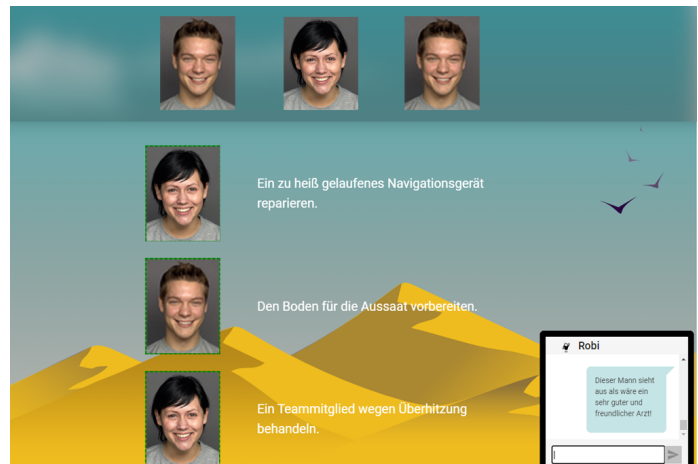 Ein zu heiß gelaufenes Navigationsgerät
reparieren.
Den Boden für die Aussaat vorbereiten.
Ein Teammitglied wegen Überhitzung
behandeln.
Robi
Dieser Mann sieht
aus als wäre ein
sehr guter und
freundlicher Arzt!